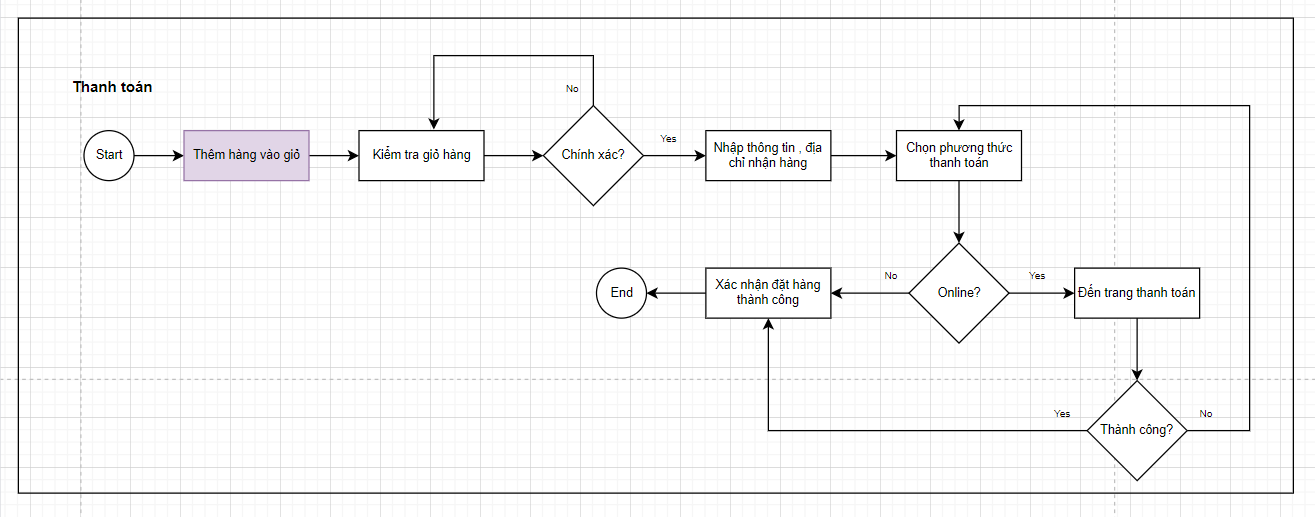 Thanh toán
No
Start
Thêm hàng vào giỏ
Kiểm tra giỏ hàng
Chính xác?
Yes
Nhập thông tin , địa
chỉ nhận hàng
Chọn phương thức
thanh toán
End
Xác nhận đặt hàng
thành công
No
Online?
Yes
Đến trang thanh toán
Yes
Thành công?
No